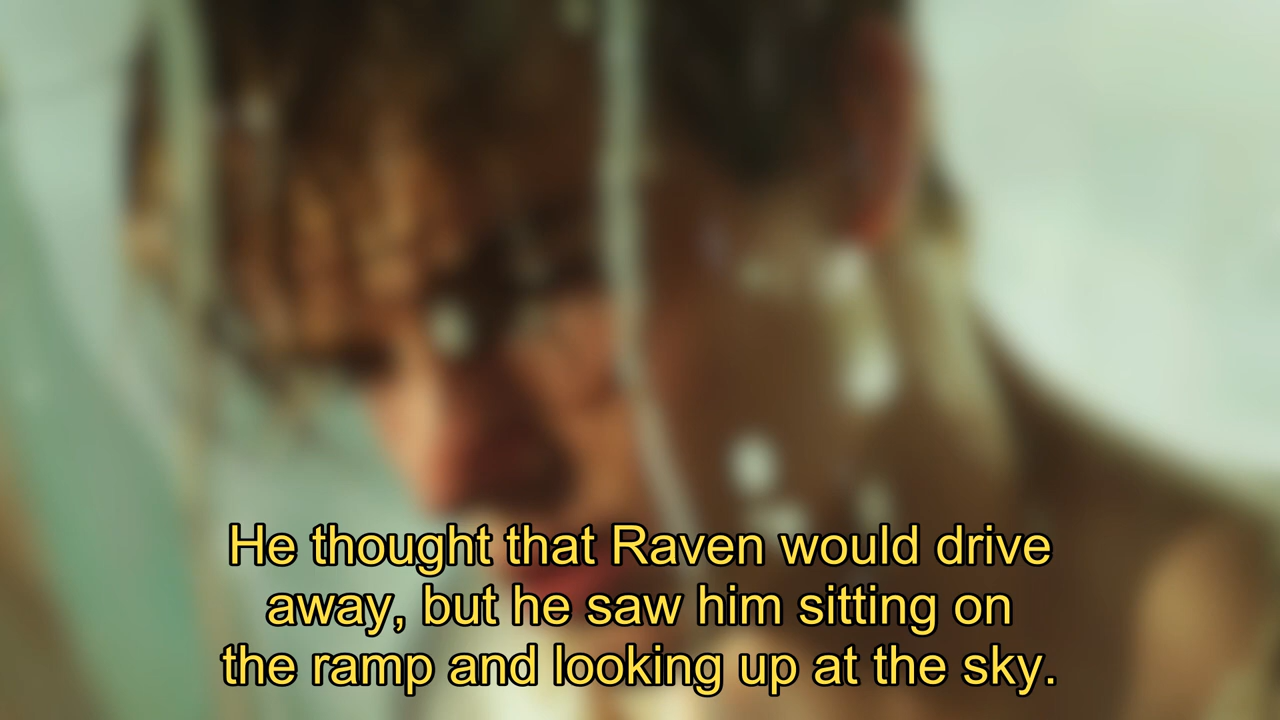 He thought that Raven would drive
away, but he saw him sitting on
the ramp and looking up at the sky.